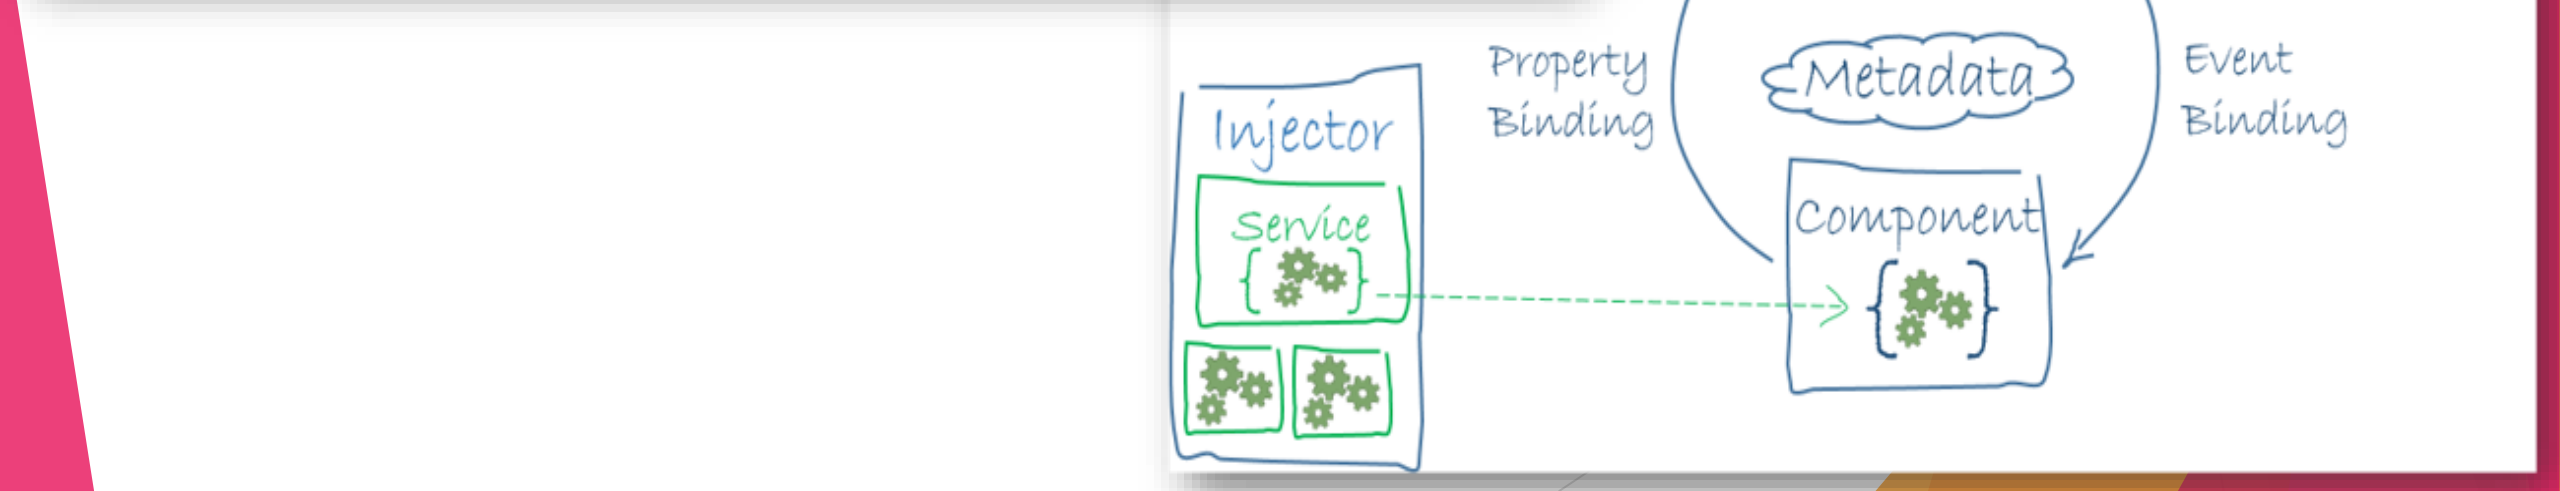 Property
Binding
Metadata
Event
Binding
Injector
Service
Component